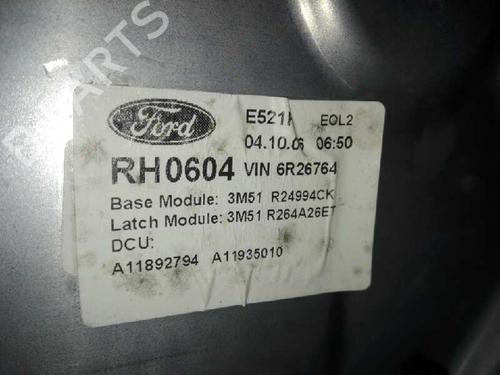 PARTS
Ford
E521 EOL2
04.10.06 06:50
RH0604 VIN 6R26764
Base Module: 3M51 R24994CK
Latch Module: 3M51 R264A26ET
DCU:
A11892794 A11935010